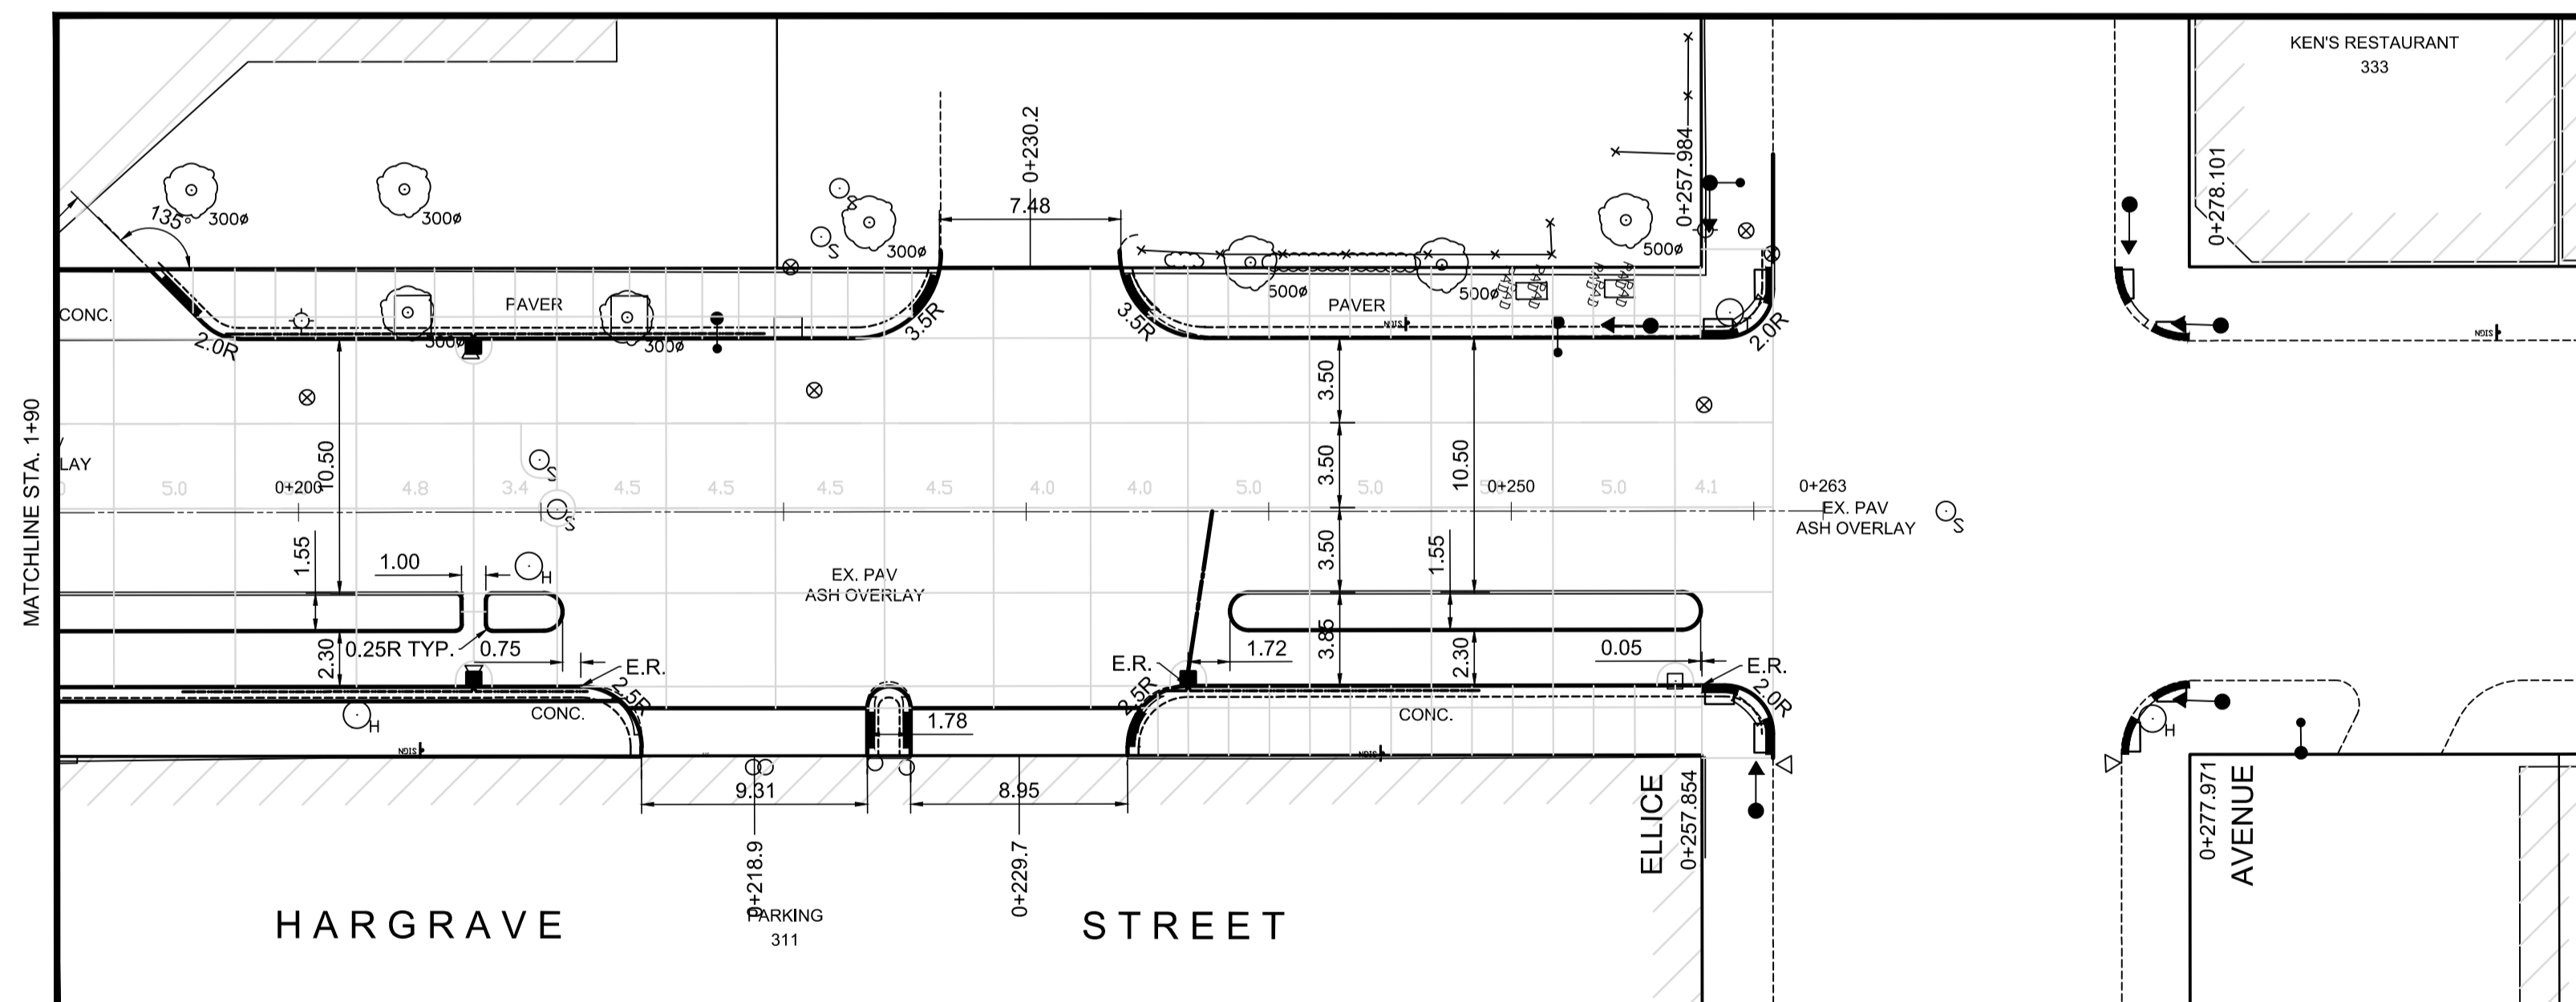 KEN'S RESTAURANT
333
0+230.2
0+257.984
0+278.101
7.48
135°
300ø
300ø
300ø
500ø
500ø
500ø
CONC.
PAVER
PAVER
3.5R
3.5R
2.0R
300ø
300ø
2.0R
SIGN
SIGN
MATCHLINE STA. 1+90
LAY
10.50
3.50
3.50
10.50
5.0
0+200
4.8
3.4
4.5
4.5
4.5
4.5
4.0
4.0
5.0
5.0
0+250
5.0
4.1
0+263
S
S
S
S
EX. PAV
ASH OVERLAY
1.55
1.00
H
EX. PAV
ASH OVERLAY
3.50
1.55
2.30
0.25R TYP.
0.75
E.R.
E.R.
1.72
3.85
2.30
0.05
E.R.
2.5R
2.5R
2.0R
CONC.
H
1.78
CONC.
H
SIGN
SIGN
9.31
8.95
0+218.9
0+229.7
ELLICE
0+257.854
0+277.971
AVENUE
HARGRAVE STREET
PARKING
311